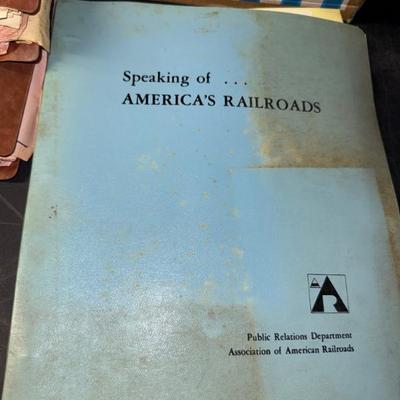 Speaking of ...
AMERICA'S RAILROADS
Public Relations Department
Association of American Railroads